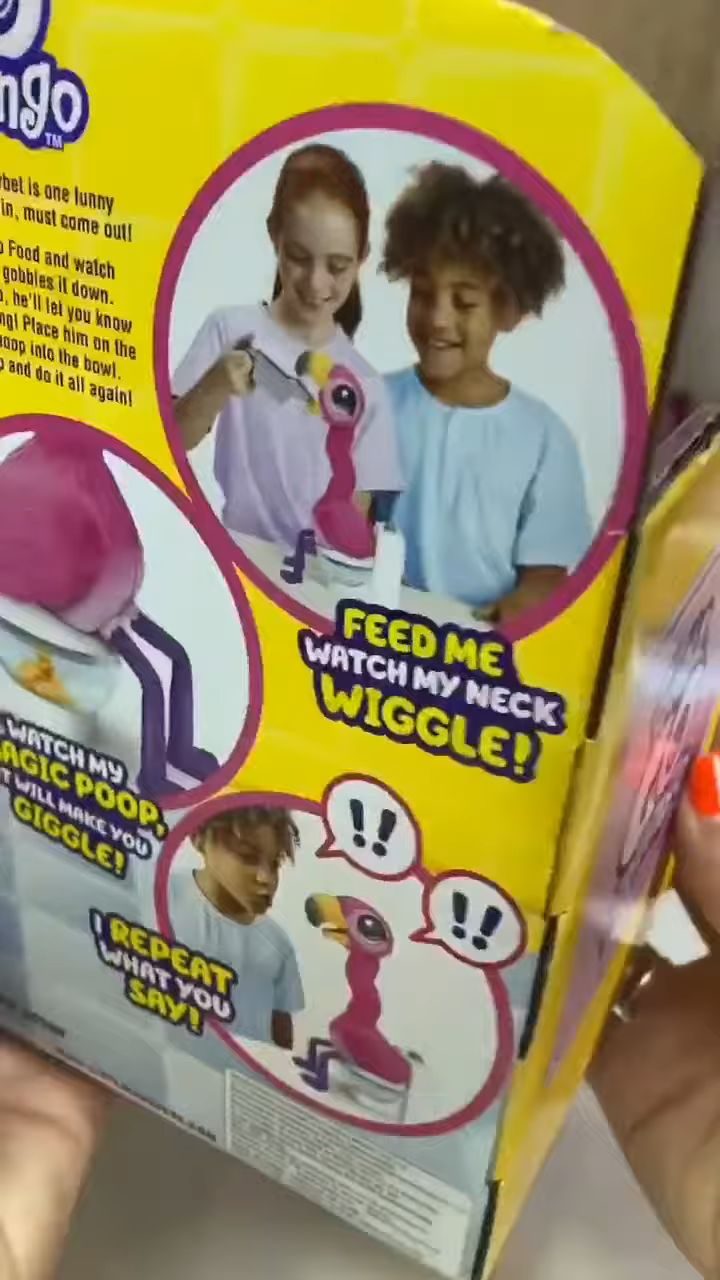 ngo
TM
rbet is one funny
in, must come out!
Food and watch
gobbles it down.
, he'll let you know
ng! Place him on the
oop into the bowl.
and do it all again!
FEED ME
WATCH MY NECK
WIGGLE!
WATCH MY
AGIC POOP,
T WILL MAKE YOU
GIGGLE!
!!
!!
I REPEAT
WHAT YOU
SAY!